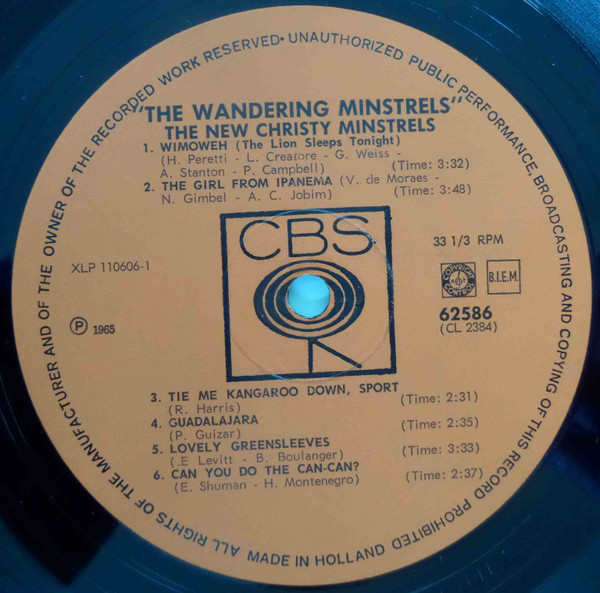 ALL RIGHTS OF THE MANUFACTURER AND OF THE OWNER OF THE RECORDED WORK RESERVED • UNAUTHORIZED PUBLIC PERFORMANCE, BROADCASTING AND COPYING OF THIS RECORD PROHIBITED
"THE WANDERING MINSTRELS"
THE NEW CHRISTY MINSTRELS
1. WIMOWEH (The Lion Sleeps Tonight)
(H. Peretti - L. Creatore - G. Weiss -
A. Stanton - P. Campbell) (Time: 3:32)
2. THE GIRL FROM IPANEMA (V. de Moraes -
N. Gimbel - A. C. Jobim) (Time: 3:48)
CBS
33 1/3 RPM
XLP 110606-1
COPYRIGHT CONTROL
B.I.E.M.
62586
(CL 2384)
Ⓟ 1965
3. TIE ME KANGAROO DOWN, SPORT
(R. Harris) (Time: 2:31)
4. GUADALAJARA
(P. Guizar) (Time: 2:35)
5. LOVELY GREENSLEEVES
(.E Levitt - B. Boulanger) (Time: 3:33)
6. CAN YOU DO THE CAN-CAN?
(E. Shuman - H. Montenegro) (Time: 2:37)
MADE IN HOLLAND